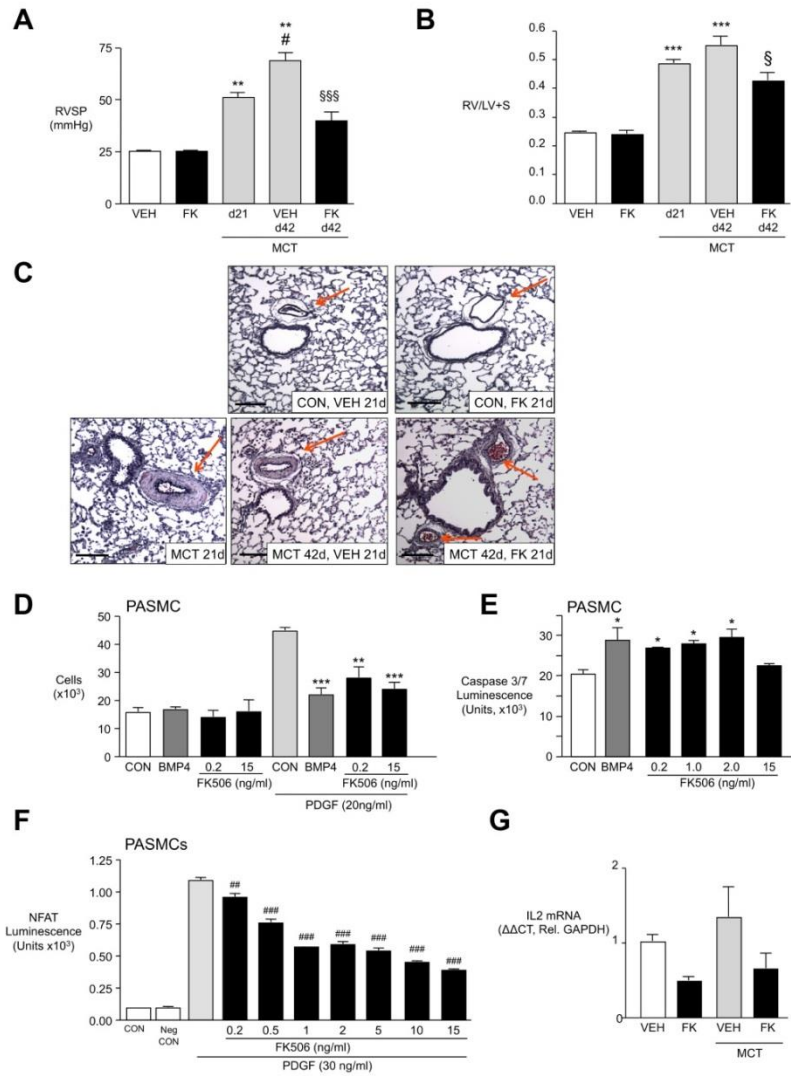 A
75
50
25
0
RVSP
(mmHg)
**
**
#
§§§
VEH FK d21 VEH d42 FK d42
MCT
B
0.6
0.5
0.4
0.3
0.2
0.1
0.0
RV/LV+S
***
***
§
VEH FK d21 VEH d42 FK d42
MCT
C
CON, VEH 21d
CON, FK 21d
MCT 21d
MCT 42d, VEH 21d
MCT 42d, FK 21d
D
PASMC
50
40
30
20
10
0
Cells
(x10³)
***
**
***
CON BMP4 0.2 15 CON BMP4 0.2 15
FK506 (ng/ml) FK506 (ng/ml)
PDGF (20ng/ml)
E
PASMC
30
20
10
0
Caspase 3/7
Luminescence
(Units, x10³)
*
*
*
*
CON BMP4 0.2 1.0 2.0 15
FK506 (ng/ml)
F
PASMCs
1.25
1.00
0.75
0.50
0.25
0.00
NFAT
Luminescence
(Units x10³)
##
###
###
###
###
###
###
CON Neg CON 0.2 0.5 1 2 5 10 15
FK506 (ng/ml)
PDGF (30 ng/ml)
G
2
1
0
IL2 mRNA
(ΔΔCT, Rel. GAPDH)
VEH FK VEH FK
MCT